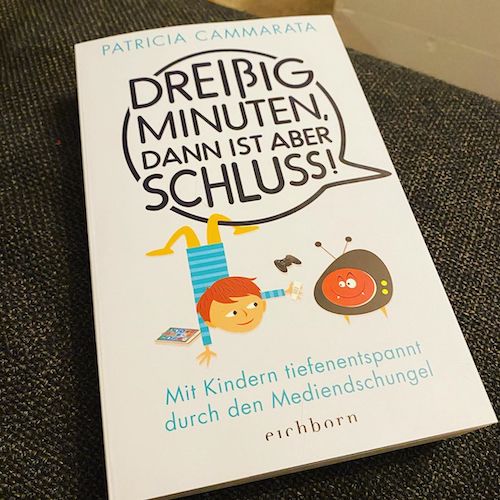 PATRICIA CAMMARATA
DREIßIG
MINUTEN,
DANN IST ABER
SCHLUSS!
Mit Kindern tiefenentspannt
durch den Mediendschungel
eichborn